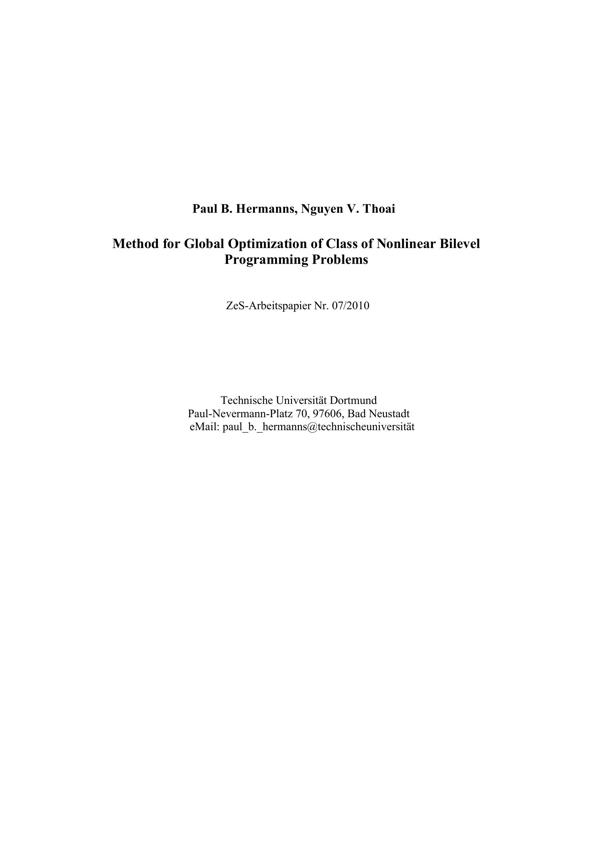 Paul B. Hermanns, Nguyen V. Thoai
Method for Global Optimization of Class of Nonlinear Bilevel
Programming Problems
ZeS-Arbeitspapier Nr. 07/2010
Technische Universität Dortmund
Paul-Nevermann-Platz 70, 97606, Bad Neustadt
eMail: paul_b._hermanns@technischeuniversität